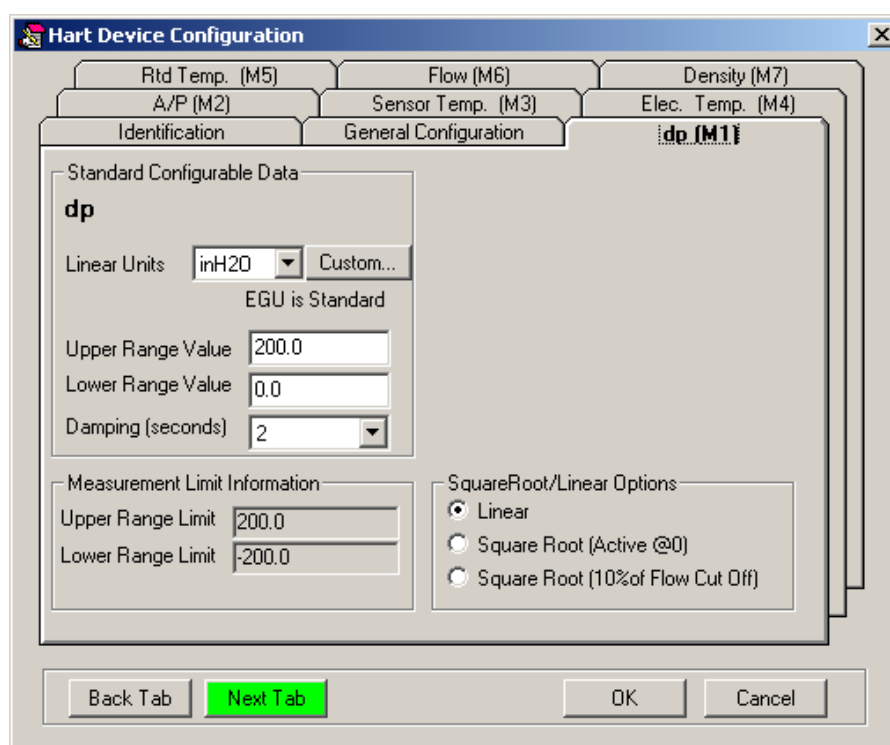 Hart Device Configuration
Rtd Temp. (M5) Flow (M6) Density (M7)
A/P (M2) Sensor Temp. (M3) Elec. Temp. (M4)
Identification General Configuration dp (M1)
Standard Configurable Data
dp
Linear Units inH2O Custom...
EGU is Standard
Upper Range Value 200.0
Lower Range Value 0.0
Damping (seconds) 2
Measurement Limit Information
Upper Range Limit 200.0
Lower Range Limit -200.0
SquareRoot/Linear Options
Linear
Square Root (Active @0)
Square Root (10%of Flow Cut Off)
Back Tab Next Tab OK Cancel